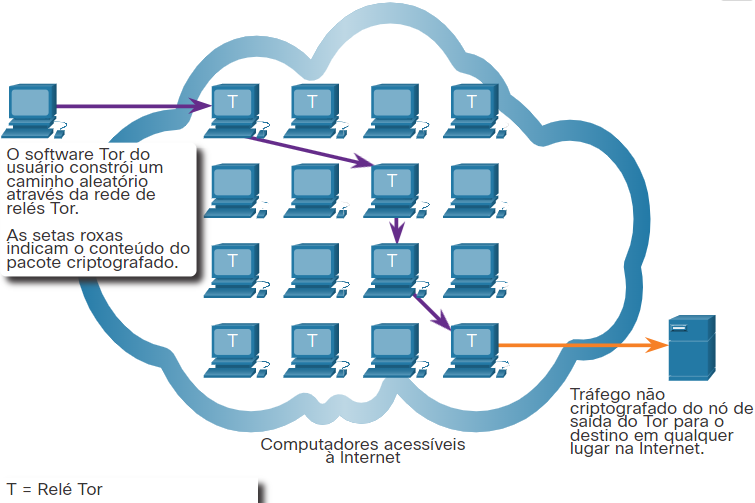 T T T
O software Tor do
usuário constrói um
caminho aleatório
através da rede de
relés Tor.
As setas roxas
indicam o conteúdo do
pacote criptografado.
T
T T
T T T
Tráfego não
criptografado do nó de
saída do Tor para o
destino em qualquer
lugar na Internet.
Computadores acessíveis
à Internet
T = Relé Tor